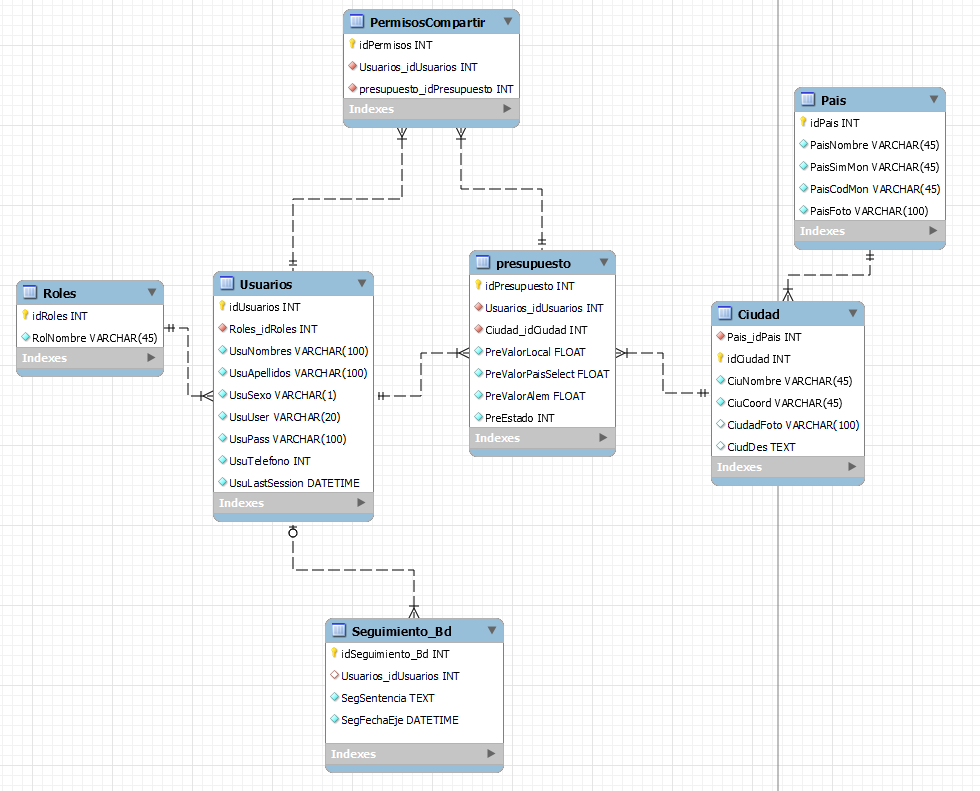 PermisosCompartir
idPermisos INT
Usuarios_idUsuarios INT
presupuesto_idPresupuesto INT
Indexes
Pais
idPais INT
PaisNombre VARCHAR(45)
PaisSimMon VARCHAR(45)
PaisCodMon VARCHAR(45)
PaisFoto VARCHAR(100)
Indexes
Roles
idRoles INT
RolNombre VARCHAR(45)
Indexes
Usuarios
idUsuarios INT
Roles_idRoles INT
UsuNombres VARCHAR(100)
UsuApellidos VARCHAR(100)
UsuSexo VARCHAR(1)
UsuUser VARCHAR(20)
UsuPass VARCHAR(100)
UsuTelefono INT
UsuLastSession DATETIME
Indexes
presupuesto
idPresupuesto INT
Usuarios_idUsuarios INT
Ciudad_idCiudad INT
PreValorLocal FLOAT
PreValorPaisSelect FLOAT
PreValorAlem FLOAT
PreEstado INT
Indexes
Ciudad
Pais_idPais INT
idCiudad INT
CiuNombre VARCHAR(45)
CiuCoord VARCHAR(45)
CiudadFoto VARCHAR(100)
CiudDes TEXT
Indexes
Seguimiento_Bd
idSeguimiento_Bd INT
Usuarios_idUsuarios INT
SegSentencia TEXT
SegFechaEje DATETIME
Indexes